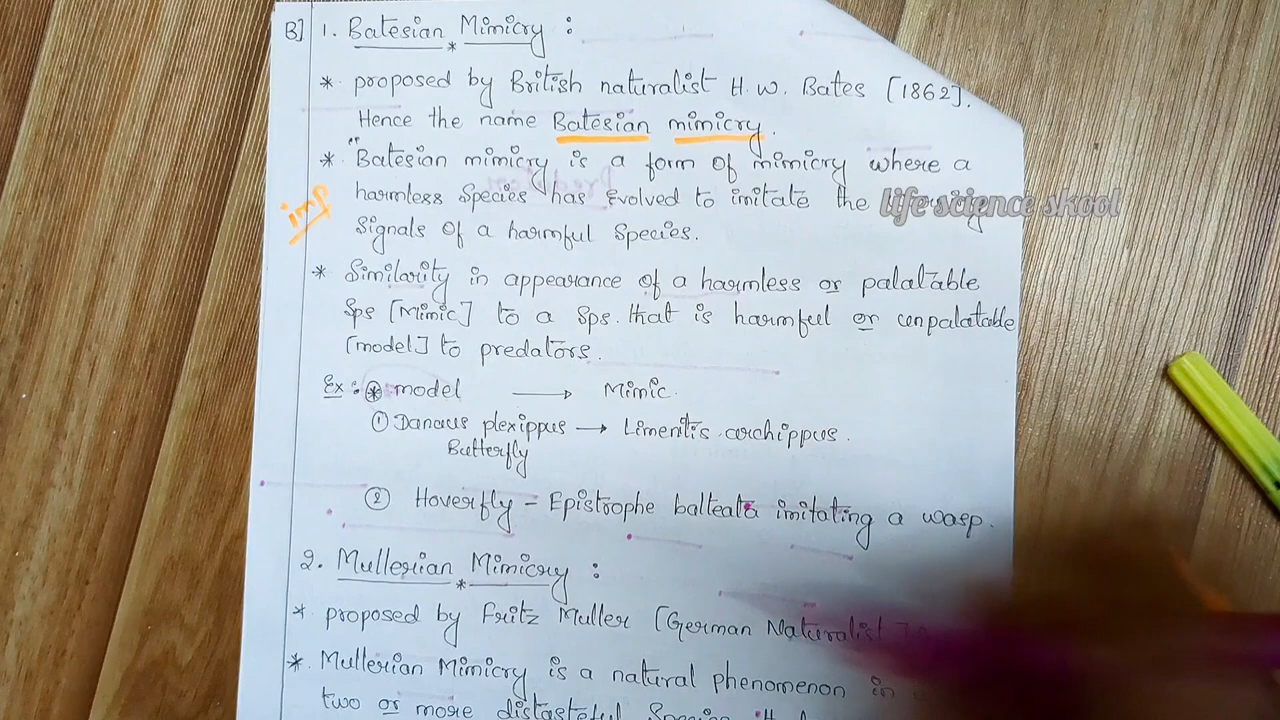 B] 1. Batesian Mimicry :
* proposed by British naturalist H. W. Bates [1862].
Hence the name Batesian mimicry.
* "Batesian mimicry is a form of mimicry where a
harmless Species has Evolved to imitate the
life science skool
imp
Signals of a harmful Species.
* Similarity in appearance of a harmless or palatable
Sps [Mimic] to a Sps. that is harmful or unpalatable
[model] to predators.
Ex : * model → Mimic.
① Danaus plexippus → Limenitis archippus.
Butterfly
② Hoverfly - Epistrophe balteata imitating a wasp.
2. Mullerian Mimicry :
* proposed by Fritz Muller [German Naturalist]
* Mullerian Mimicry is a natural phenomenon in
two or more distasteful Species